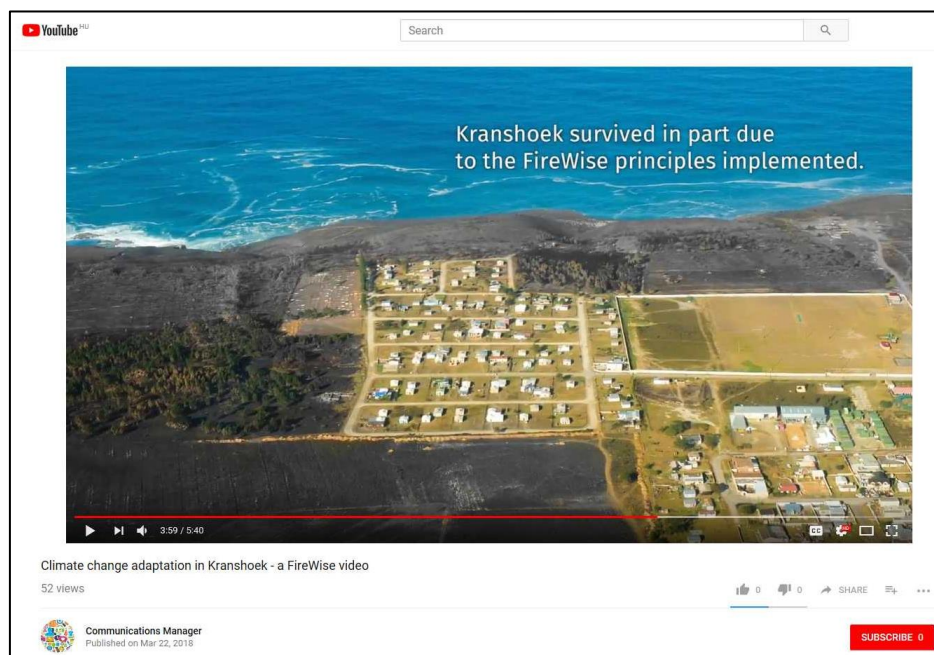 YouTube HU
Search
Kranshoek survived in part due
to the FireWise principles implemented.
3:59 / 5:40
CC
HD
Climate change adaptation in Kranshoek - a FireWise video
52 views
0
0
SHARE
Communications Manager
Published on Mar 22, 2018
SUBSCRIBE 0